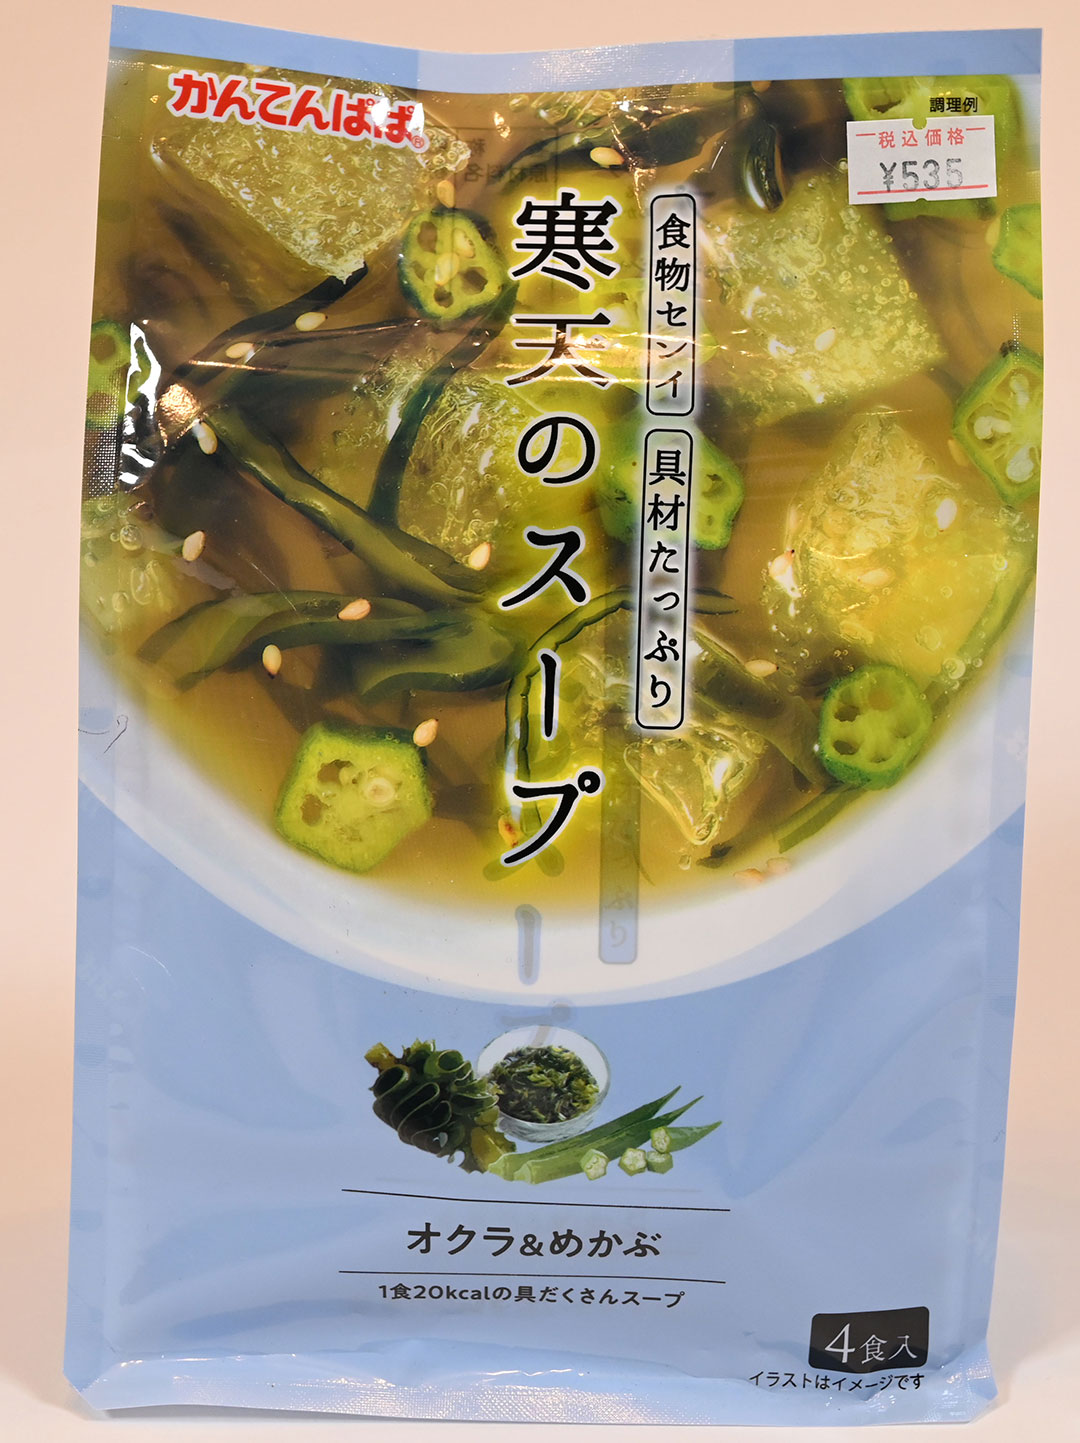 かんてんぱぱ®
調理例
税込価格
¥535
食物センイ
具材たっぷり
寒天のスープ
オクラ&めかぶ
1食20kcalの具だくさんスープ
4食入
イラストはイメージです